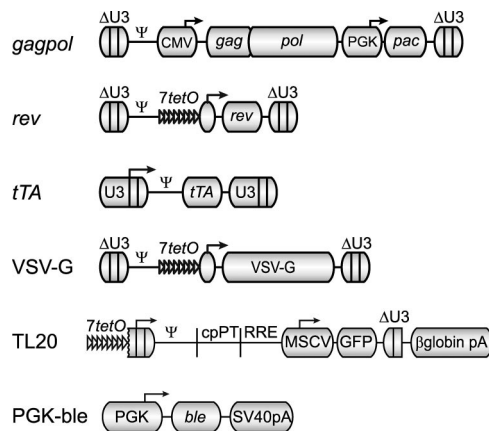 ΔU3 ΔU3
gagpol Ψ CMV gag pol PGK pac
ΔU3 7tetO ΔU3
rev Ψ rev
tTA U3 Ψ tTA U3
ΔU3 7tetO ΔU3
VSV-G Ψ VSV-G
7tetO Ψ cpPT RRE ΔU3
TL20 MSCV GFP βglobin pA
PGK-ble PGK ble SV40pA